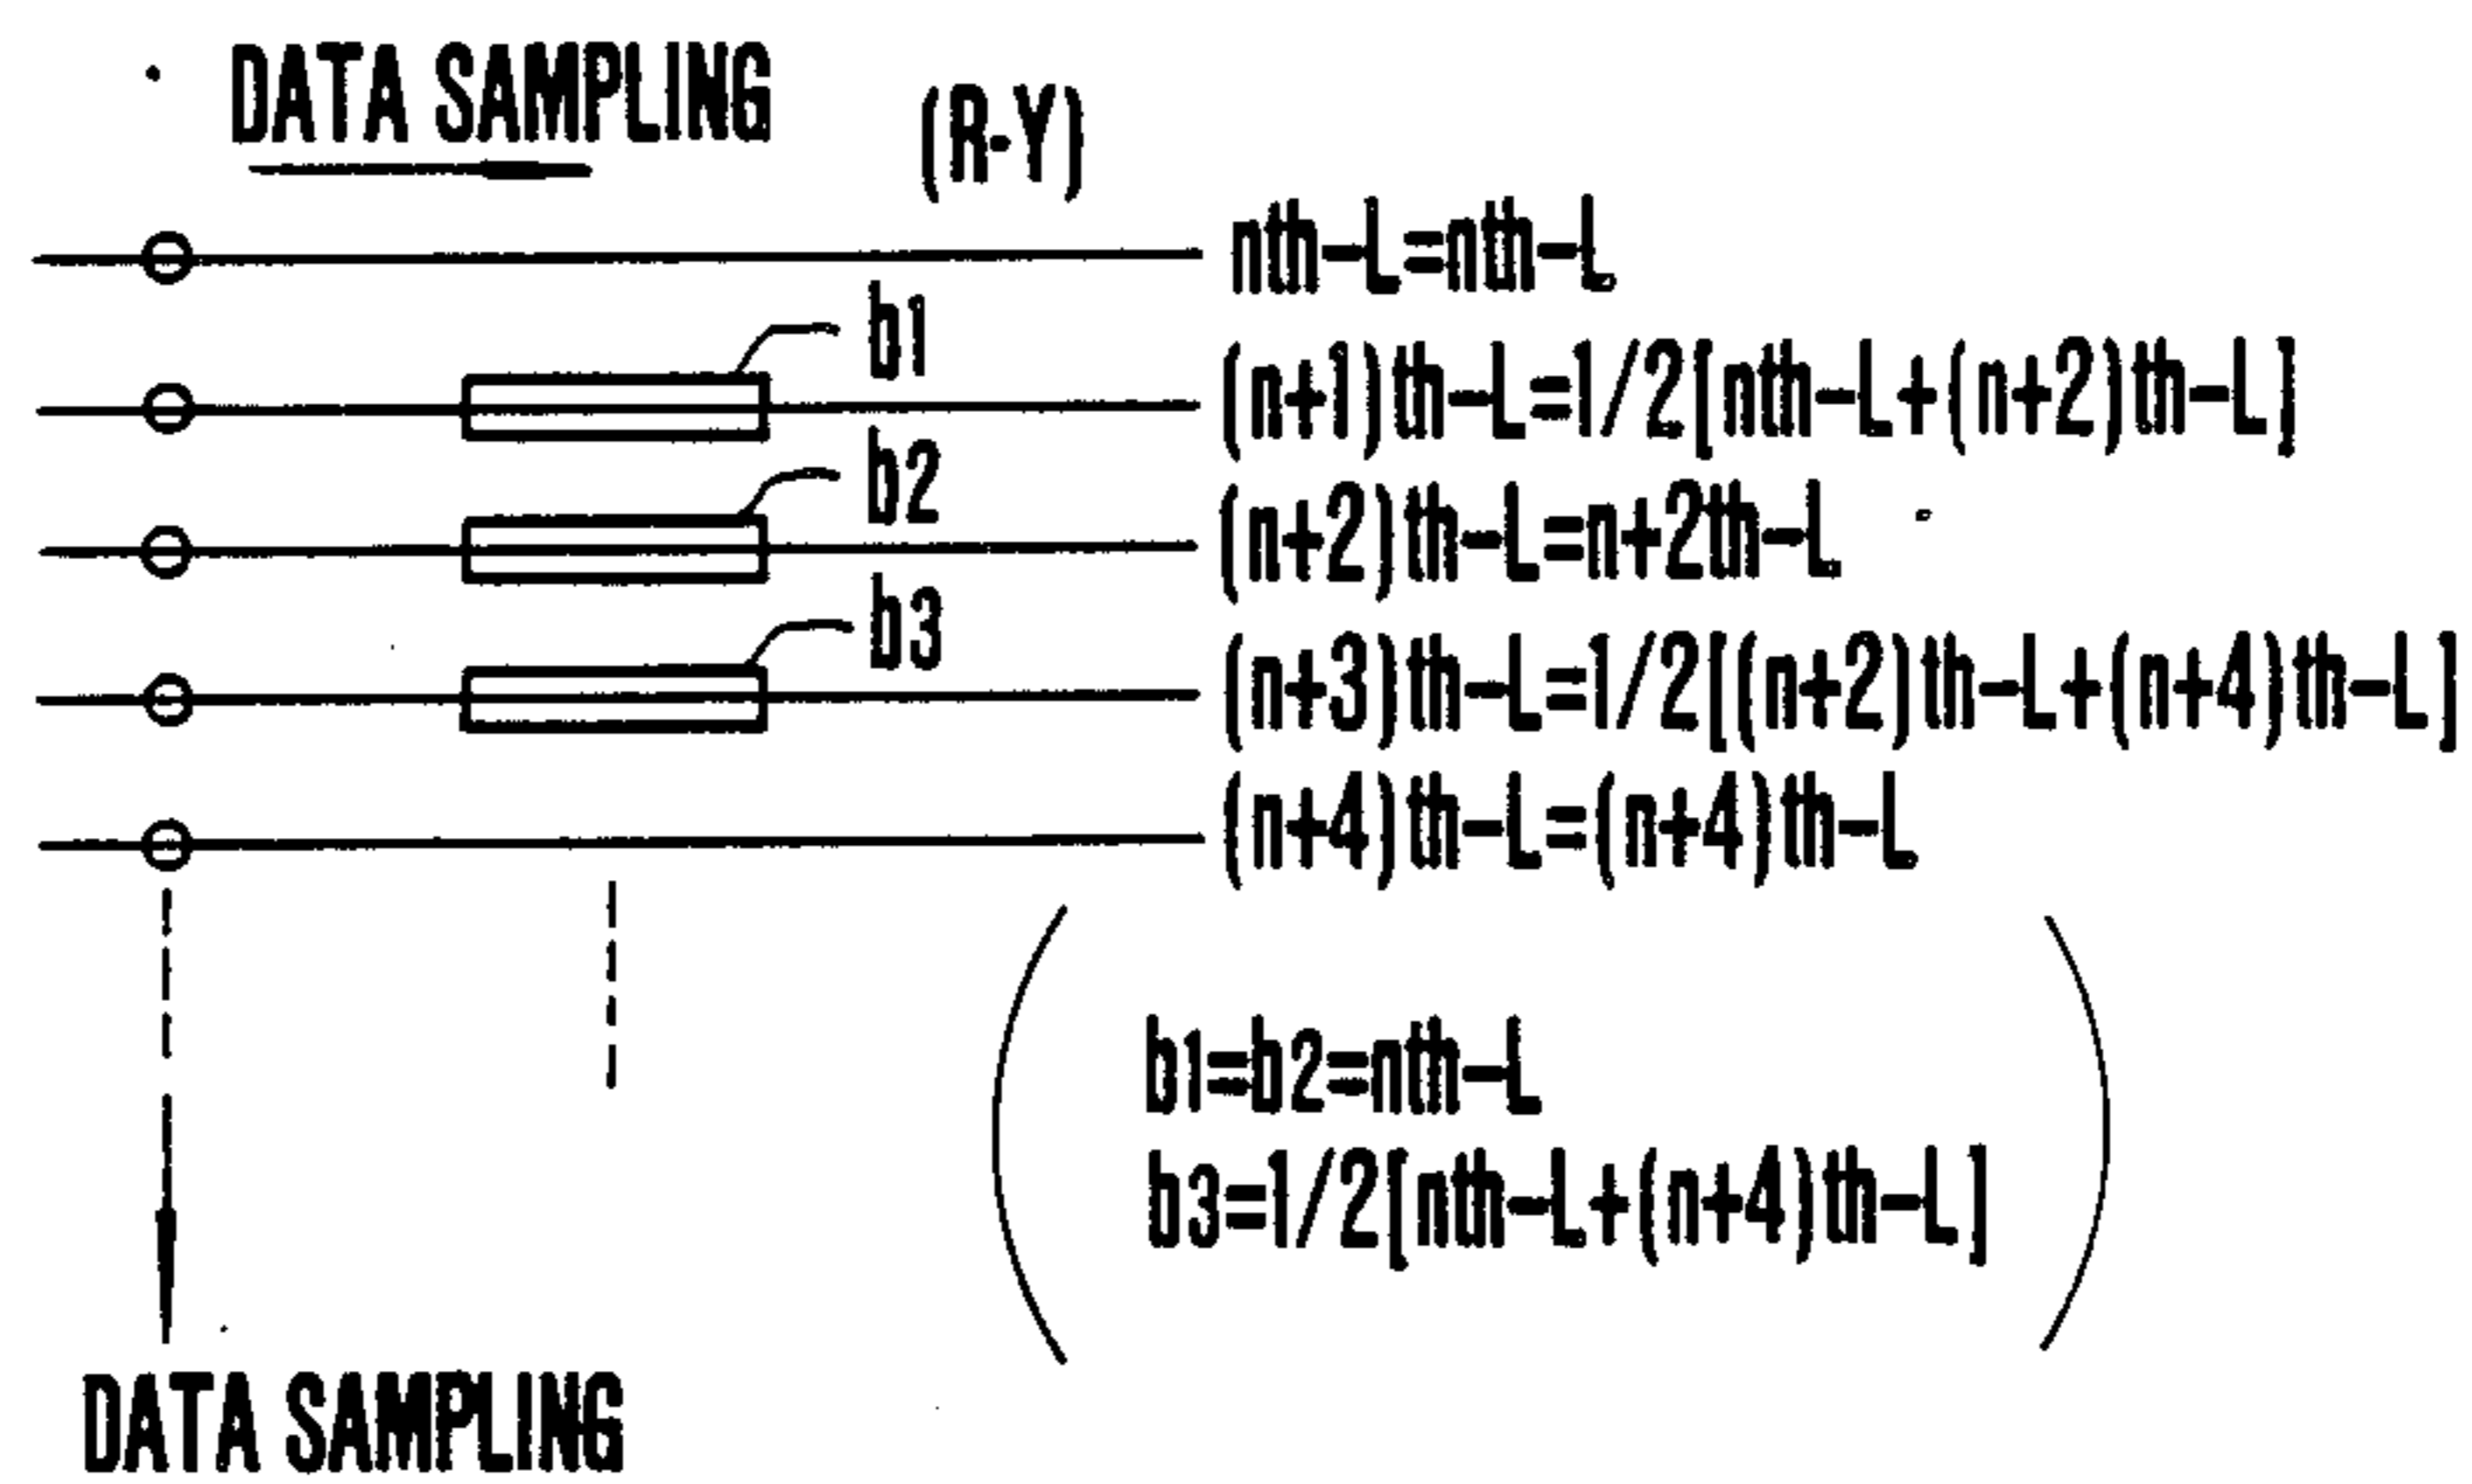 DATA SAMPLING
(R-Y)
nth-L=nth-L
b1
(n+1)th-L=1/2[nth-L+(n+2)th-L]
b2
(n+2)th-L=n+2th-L
b3
(n+3)th-L=1/2[(n+2)th-L+(n+4)th-L]
(n+4)th-L=(n+4)th-L
b1=b2=nth-L
b3=1/2[nth-L+(n+4)th-L]
DATA SAMPLING